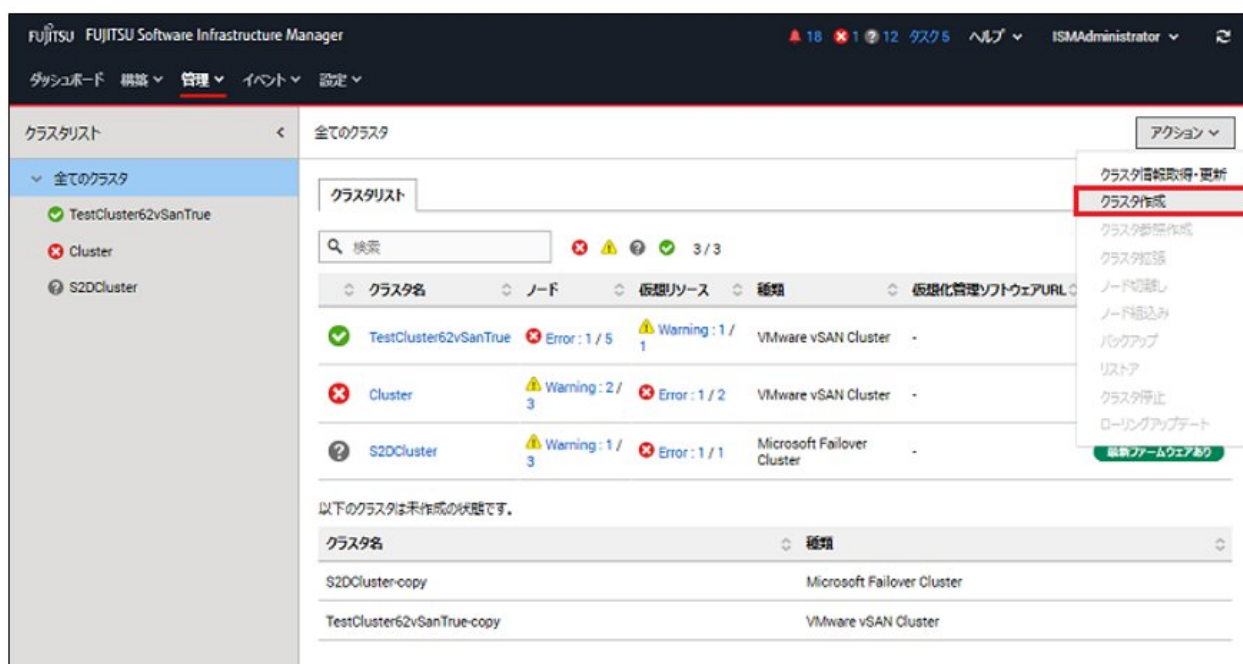 FUJITSU FUJITSU Software Infrastructure Manager
18 1 12 タスク 5 ヘルプ ISMAdministrator
ダッシュボード 構築 管理 イベント 設定
クラスタリスト
全てのクラスタ
アクション
全てのクラスタ
TestCluster62vSanTrue
Cluster
S2DCluster
クラスタリスト
クラスタ情報取得・更新
クラスタ作成
クラスタ参照作成
クラスタ拡張
ノード切離し
ノード組込み
バックアップ
リストア
クラスタ停止
ローリングアップデート
検索
3 / 3
クラスタ名 ノード 仮想リソース 種類 仮想化管理ソフトウェアURL
TestCluster62vSanTrue Error : 1 / 5 Warning : 1 / 1 VMware vSAN Cluster -
Cluster Warning : 2 / 3 Error : 1 / 2 VMware vSAN Cluster -
S2DCluster Warning : 1 / 3 Error : 1 / 1 Microsoft Failover Cluster -
最新ファームウェアあり
以下のクラスタは未作成の状態です。
クラスタ名 種類
S2DCluster-copy Microsoft Failover Cluster
TestCluster62vSanTrue-copy VMware vSAN Cluster